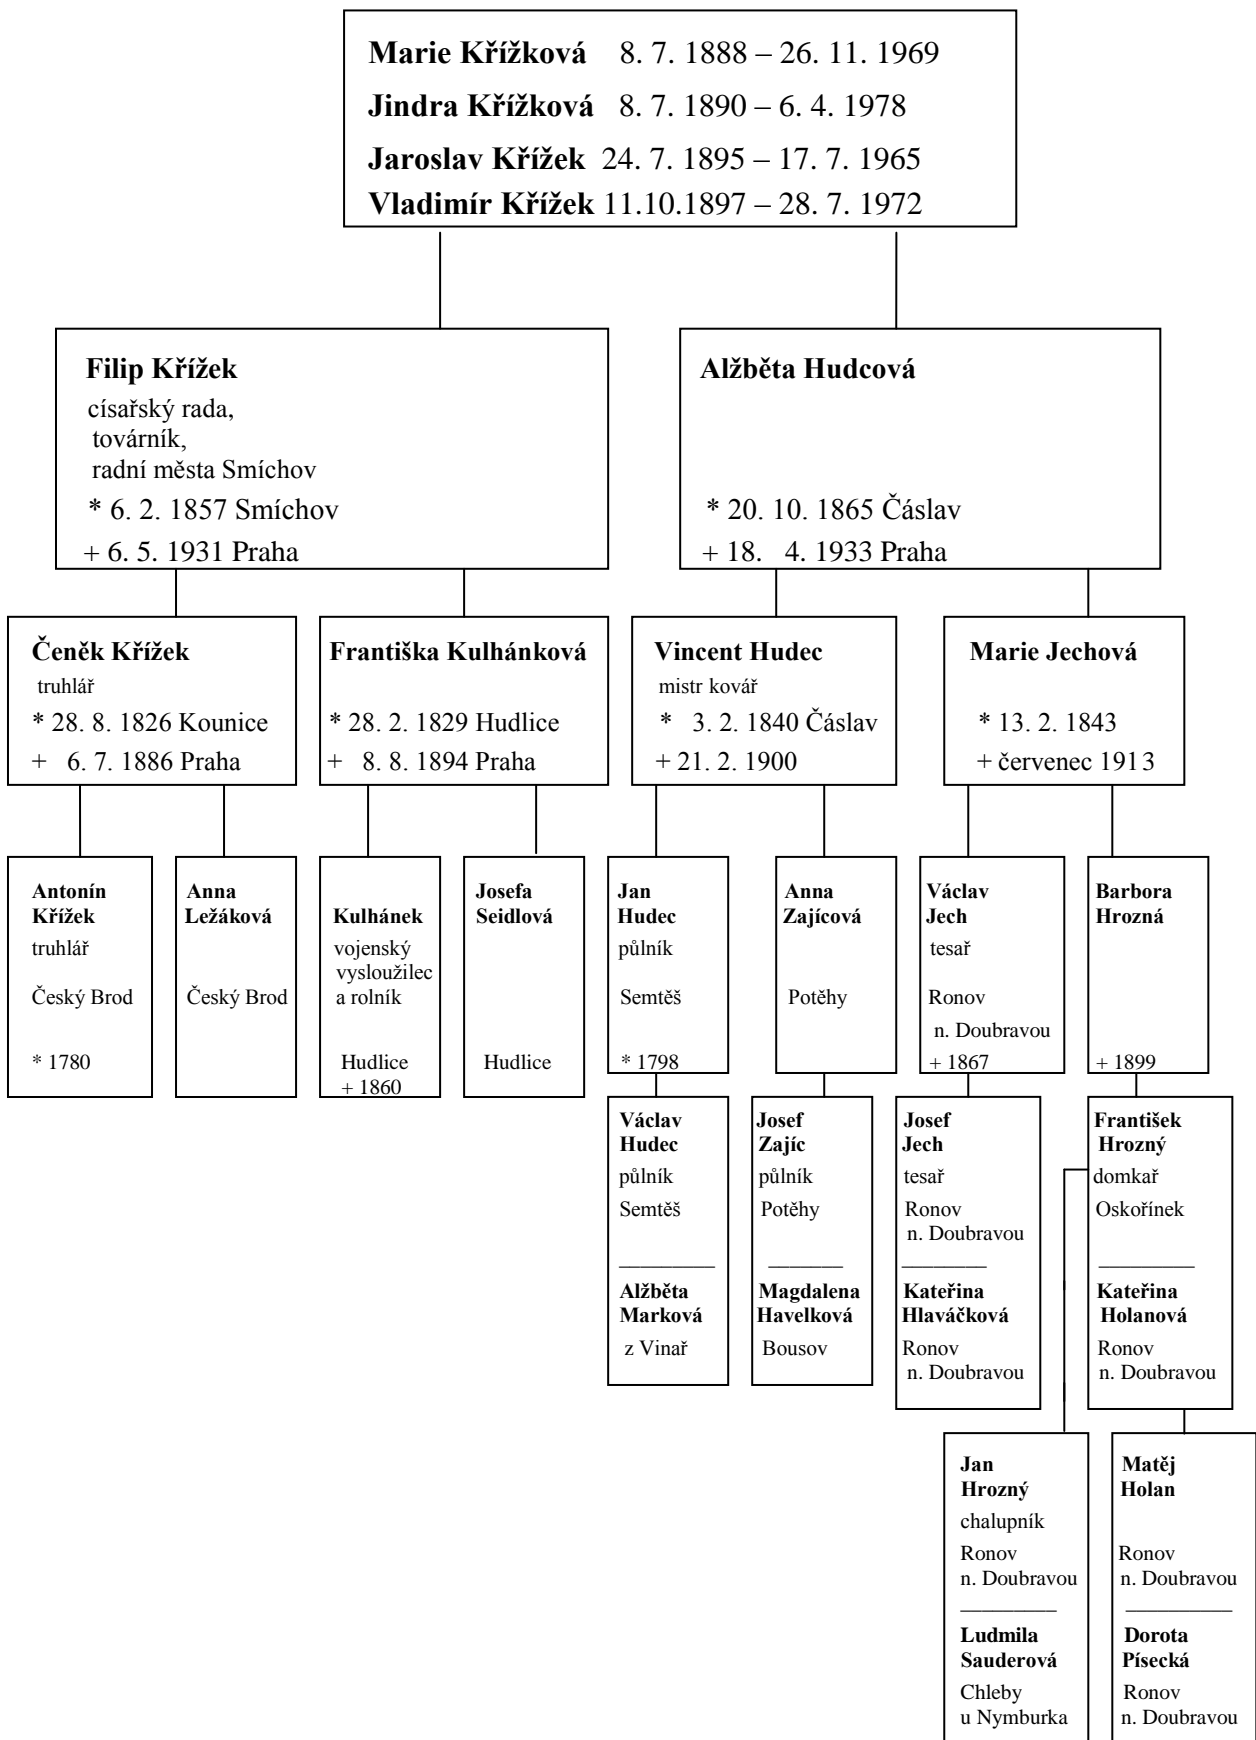 Marie Křížková 8. 7. 1888 – 26. 11. 1969
Jindra Křížková 8. 7. 1890 – 6. 4. 1978
Jaroslav Křížek 24. 7. 1895 – 17. 7. 1965
Vladimír Křížek 11.10.1897 – 28. 7. 1972
Filip Křížek
císařský rada,
továrník,
radní města Smíchov
* 6. 2. 1857 Smíchov
+ 6. 5. 1931 Praha
Alžběta Hudcová
* 20. 10. 1865 Čáslav
+ 18. 4. 1933 Praha
Čeněk Křížek
truhlář
* 28. 8. 1826 Kounice
+ 6. 7. 1886 Praha
Františka Kulhánková
* 28. 2. 1829 Hudlice
+ 8. 8. 1894 Praha
Vincent Hudec
mistr kovář
* 3. 2. 1840 Čáslav
+ 21. 2. 1900
Marie Jechová
* 13. 2. 1843
+ červenec 1913
Antonín
Křížek
truhlář
Český Brod
* 1780
Anna
Ležáková
Český Brod
Kulhánek
vojenský
vysloužilec
a rolník
Hudlice
+ 1860
Josefa
Seidlová
Hudlice
Jan
Hudec
půlník
Semtěš
* 1798
Anna
Zajícová
Potěhy
Václav
Jech
tesař
Ronov
n. Doubravou
+ 1867
Barbora
Hrozná
+ 1899
Václav
Hudec
půlník
Semtěš
_________
Alžběta
Marková
z Vinař
Josef
Zajíc
půlník
Potěhy
_______
Magdalena
Havelková
Bousov
Josef
Jech
tesař
Ronov
n. Doubravou
________
Kateřina
Hlaváčková
Ronov
n. Doubravou
František
Hrozný
domkař
Oskořínek
_________
Kateřina
Holanová
Ronov
n. Doubravou
Jan
Hrozný
chalupník
Ronov
n. Doubravou
_________
Ludmila
Sauderová
Chleby
u Nymburka
Matěj
Holan
Ronov
n. Doubravou
__________
Dorota
Písecká
Ronov
n. Doubravou